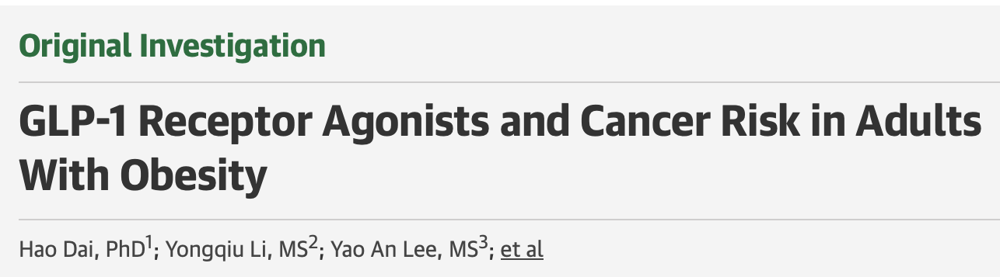 Original Investigation
GLP-1 Receptor Agonists and Cancer Risk in Adults
With Obesity
Hao Dai, PhD1; Yongqiu Li, MS2; Yao An Lee, MS3; et al